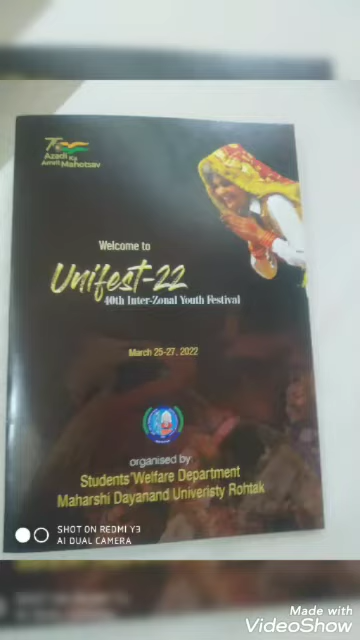 75
Azadi Ka
Amrit Mahotsav
Welcome to
Unifest-22
40th Inter-Zonal Youth Festival
March 25-27, 2022
organised by:
Students' Welfare Department
Maharshi Dayanand Univeristy Rohtak
SHOT ON REDMI Y3
AI DUAL CAMERA
Made with
VideoShow